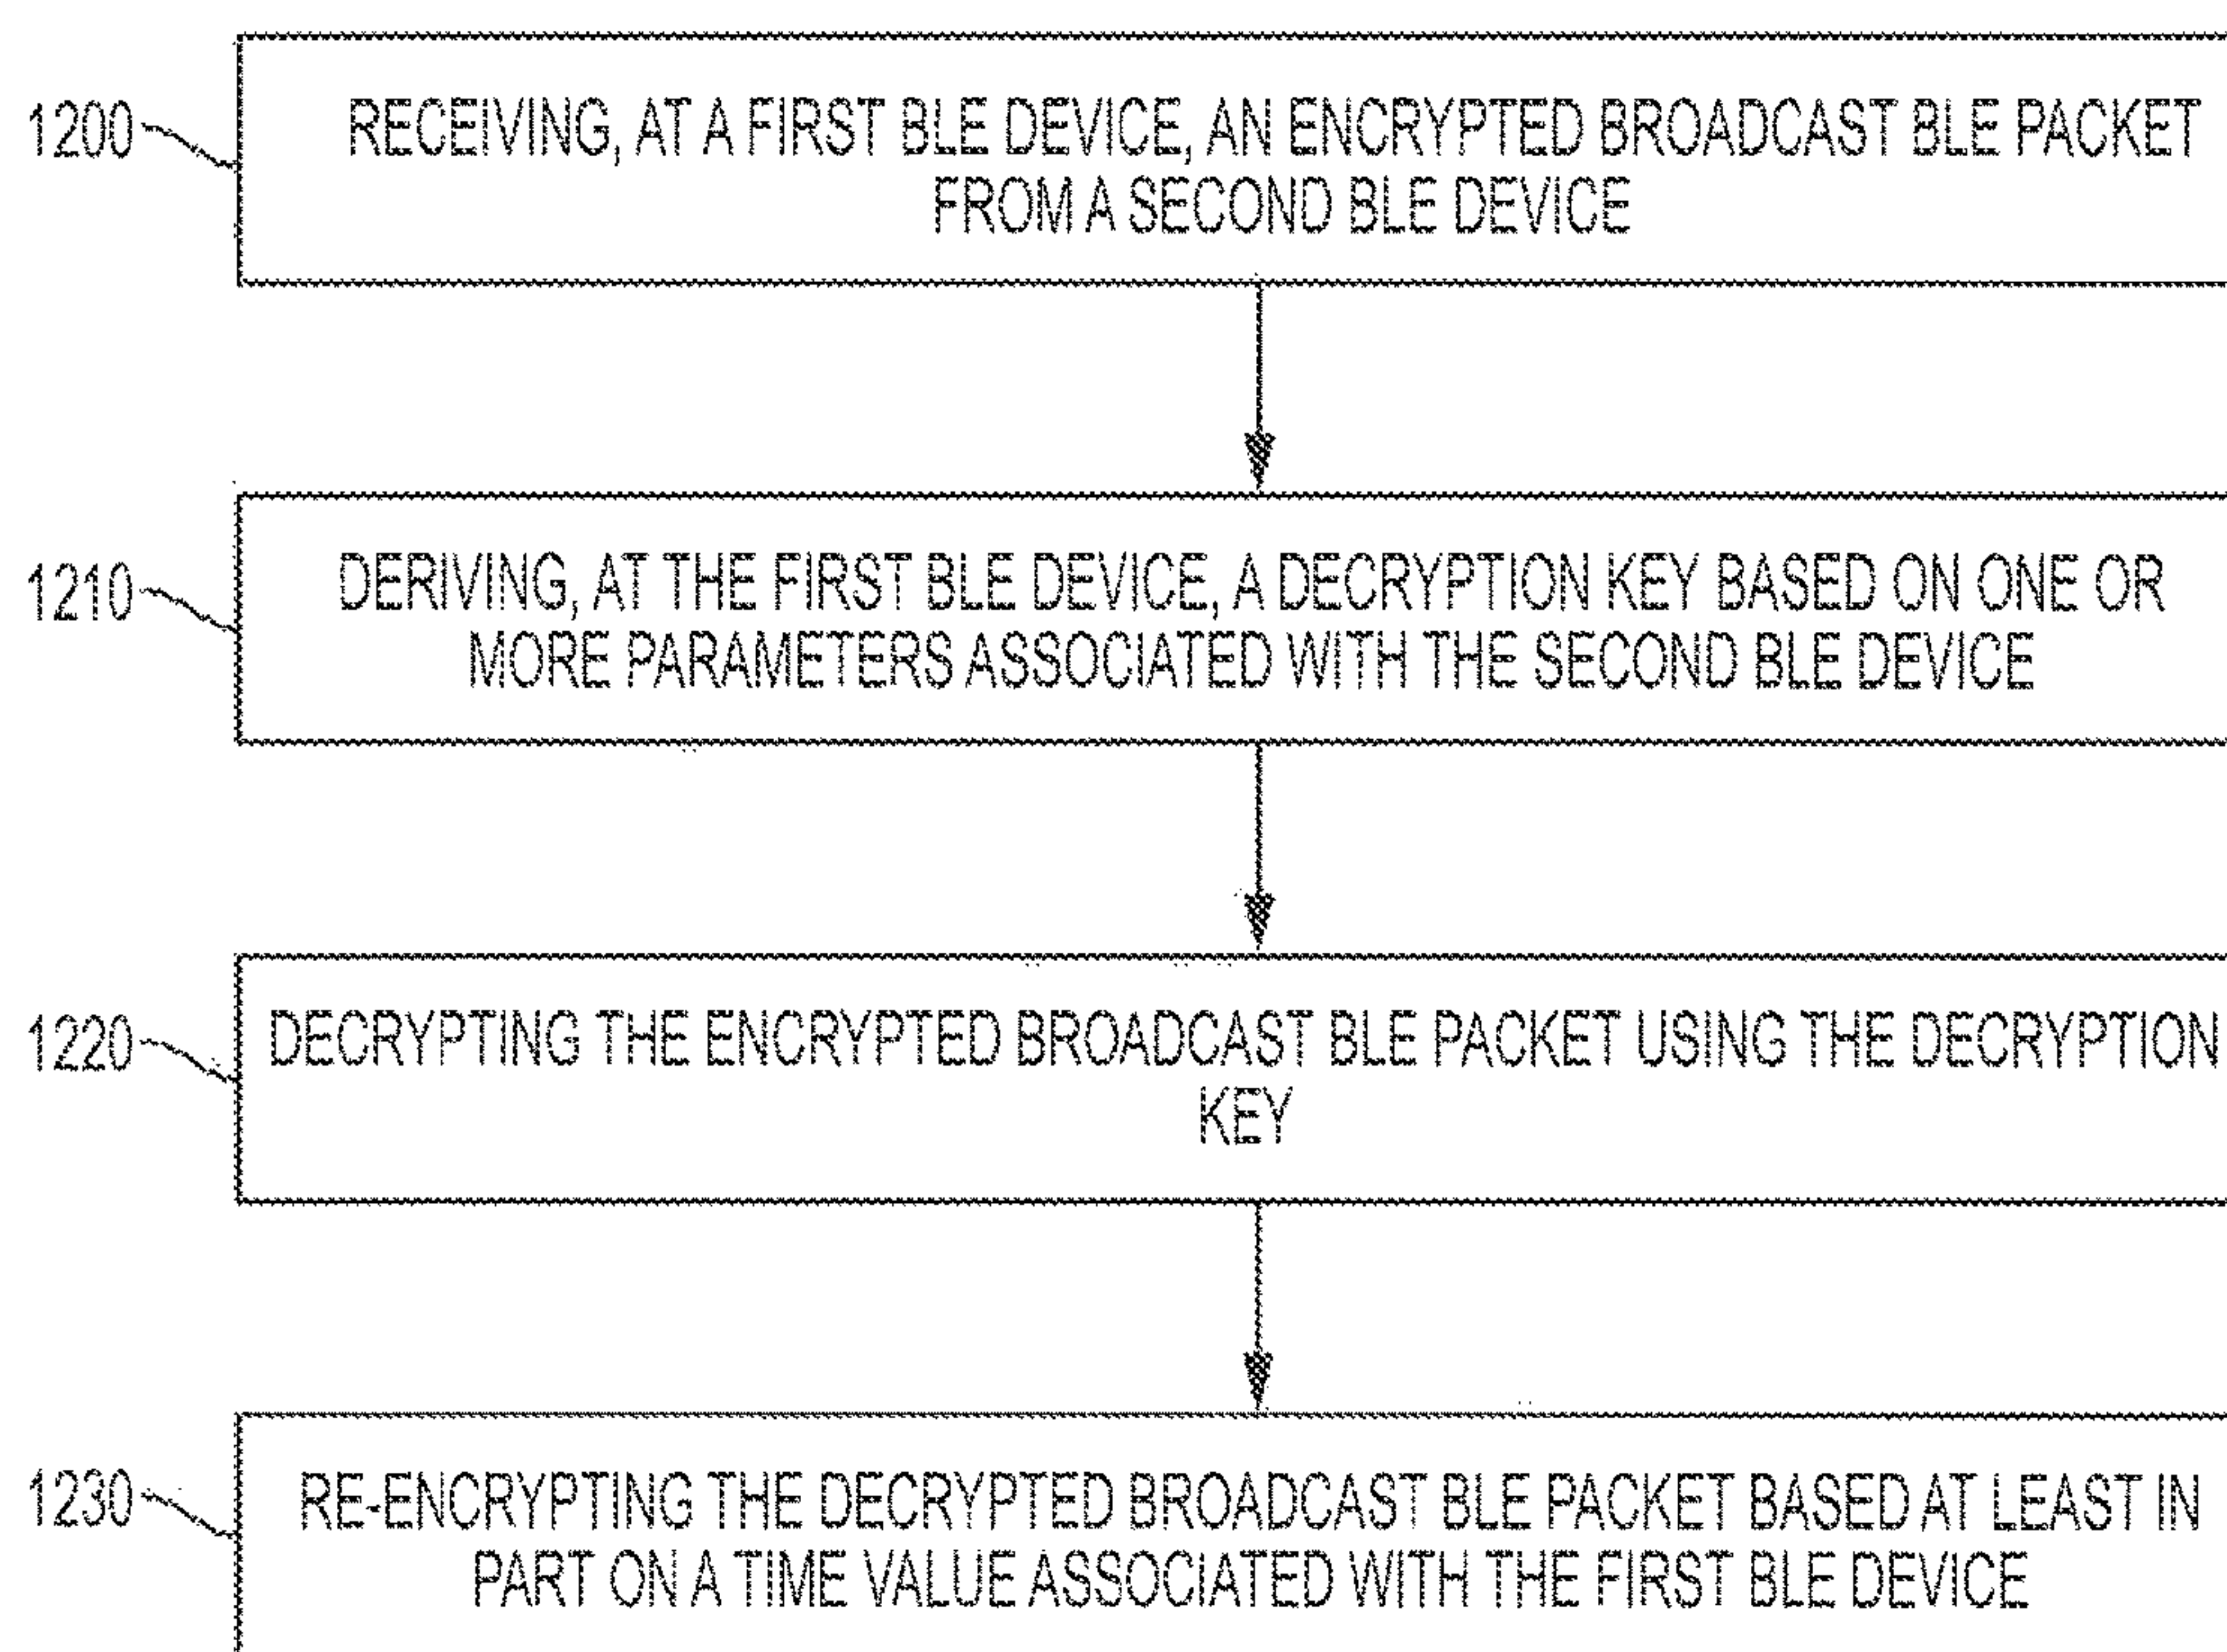 1200
RECEIVING, AT A FIRST BLE DEVICE, AN ENCRYPTED BROADCAST BLE PACKET
FROM A SECOND BLE DEVICE
1210
DERIVING, AT THE FIRST BLE DEVICE, A DECRYPTION KEY BASED ON ONE OR
MORE PARAMETERS ASSOCIATED WITH THE SECOND BLE DEVICE
1220
DECRYPTING THE ENCRYPTED BROADCAST BLE PACKET USING THE DECRYPTION
KEY
1230
RE-ENCRYPTING THE DECRYPTED BROADCAST BLE PACKET BASED AT LEAST IN
PART ON A TIME VALUE ASSOCIATED WITH THE FIRST BLE DEVICE